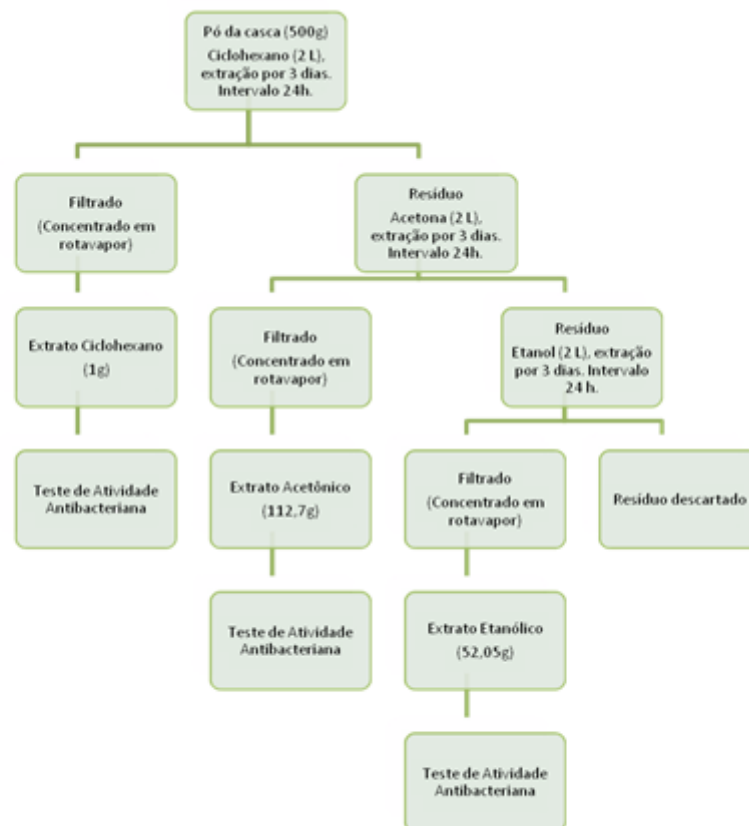 Pó da casca (500g)
Ciclohexano (2 L),
extração por 3 dias.
Intervalo 24h.
Filtrado
(Concentrado em
rotavapor)
Resíduo
Acetona (2 L),
extração por 3 dias.
Intervalo 24h.
Extrato Ciclohexano
(1g)
Filtrado
(Concentrado em
rotavapor)
Resíduo
Etanol (2 L), extração
por 3 dias. Intervalo
24 h.
Teste de Atividade
Antibacteriana
Extrato Acetônico
(112,7g)
Filtrado
(Concentrado em
rotavapor)
Resíduo descartado
Teste de Atividade
Antibacteriana
Extrato Etanólico
(52,05g)
Teste de Atividade
Antibacteriana